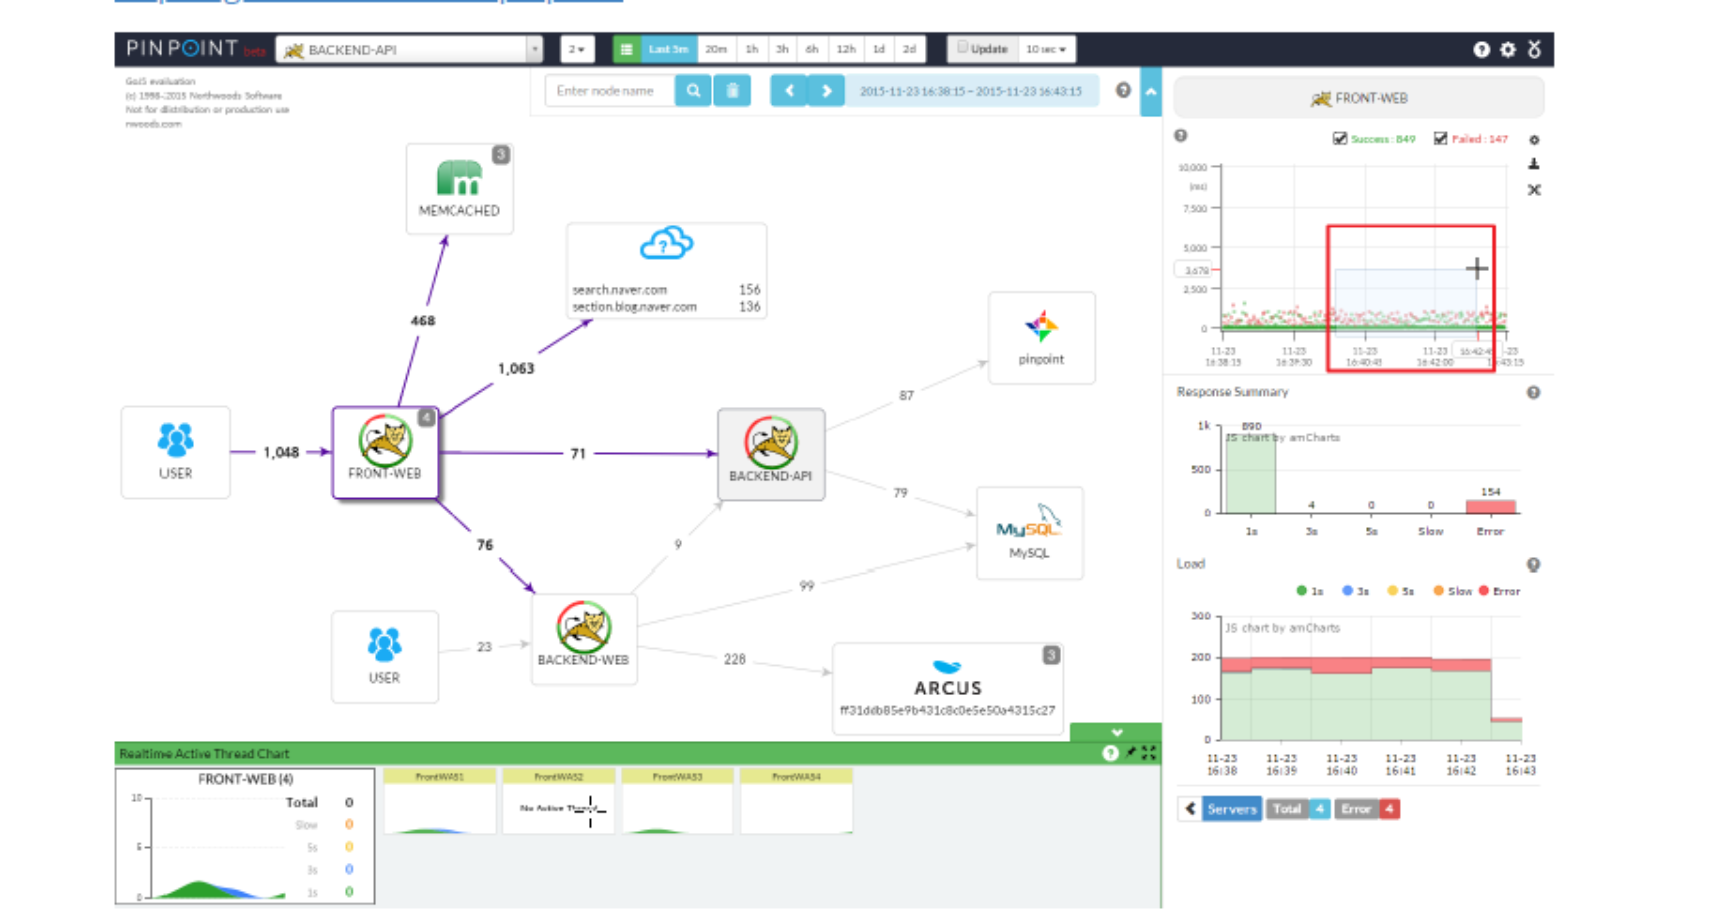 PINPOINT beta
BACKEND-API
2
Last 5m 20m 1h 3h 6h 12h 1d 2d
Update 10 sec
GoJS evaluation
(c) 1998-2015 Northwoods Software
Not for distribution or production use
nwoods.com
Enter node name
2015-11-23 16:38:15 ~ 2015-11-23 16:43:15
3
MEMCACHED
search.naver.com 156
section.blog.naver.com 136
468
1,063
pinpoint
87
USER
1,048
4
FRONT-WEB
71
BACKEND-API
79
MySQL
MySQL
76
9
99
USER
23
BACKEND-WEB
228
3
ARCUS
ff31ddb85e9b431c8c0e5e50a4315c27
Realtime Active Thread Chart
FRONT-WEB (4)
10
5
0
Total 0
Slow 0
5s 0
3s 0
1s 0
FrontWAS1
FrontWAS2
FrontWAS3
FrontWAS4
No Active
FRONT-WEB
Success : 849 Failed : 147
10,000
(ms)
7,500
5,000
3,678
2,500
0
11-23 11-23 11-23 11-23
16:38:15 16:39:30 16:40:45 16:42:00 16:43:15
Response Summary
1k
500
0
JS chart by amCharts
890 4 0 0 154
1s 3s 5s Slow Error
Load
1s 3s 5s Slow Error
300
200
100
0
JS chart by amCharts
11-23 11-23 11-23 11-23 11-23 11-23
16:38 16:39 16:40 16:41 16:42 16:43
Servers Total 4 Error 4